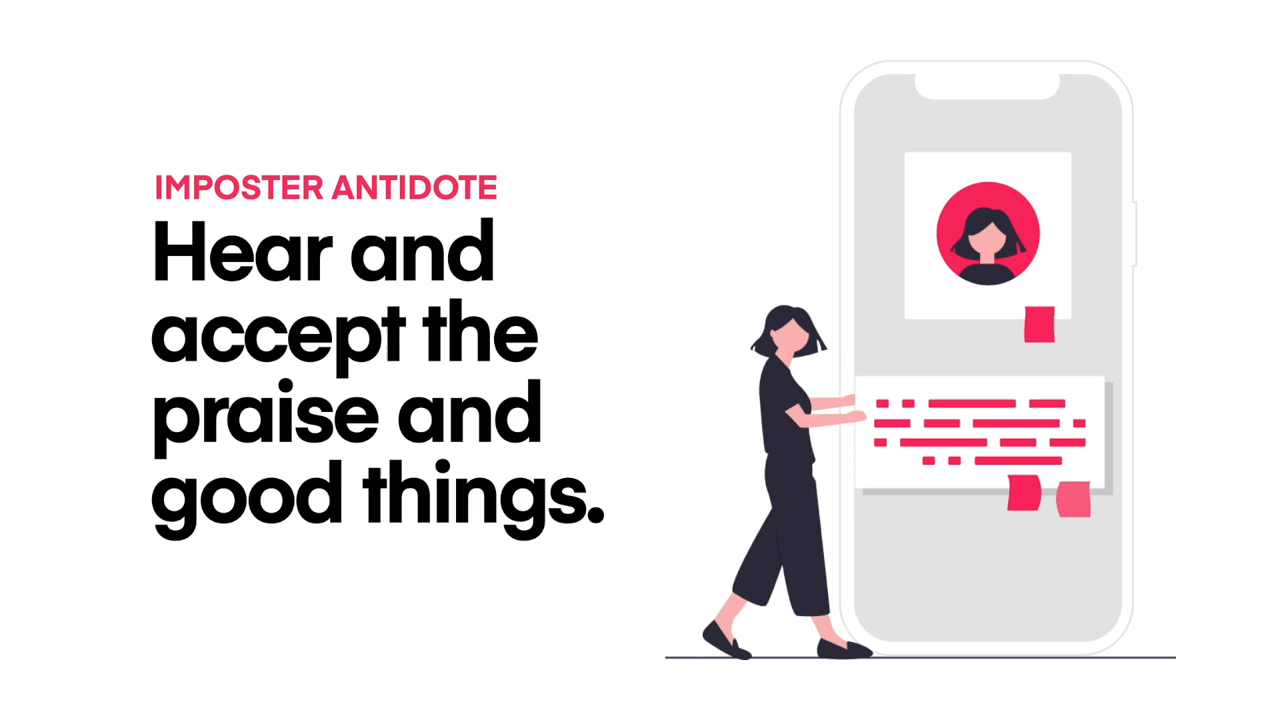 IMPOSTER ANTIDOTE
Hear and
accept the
praise and
good things.